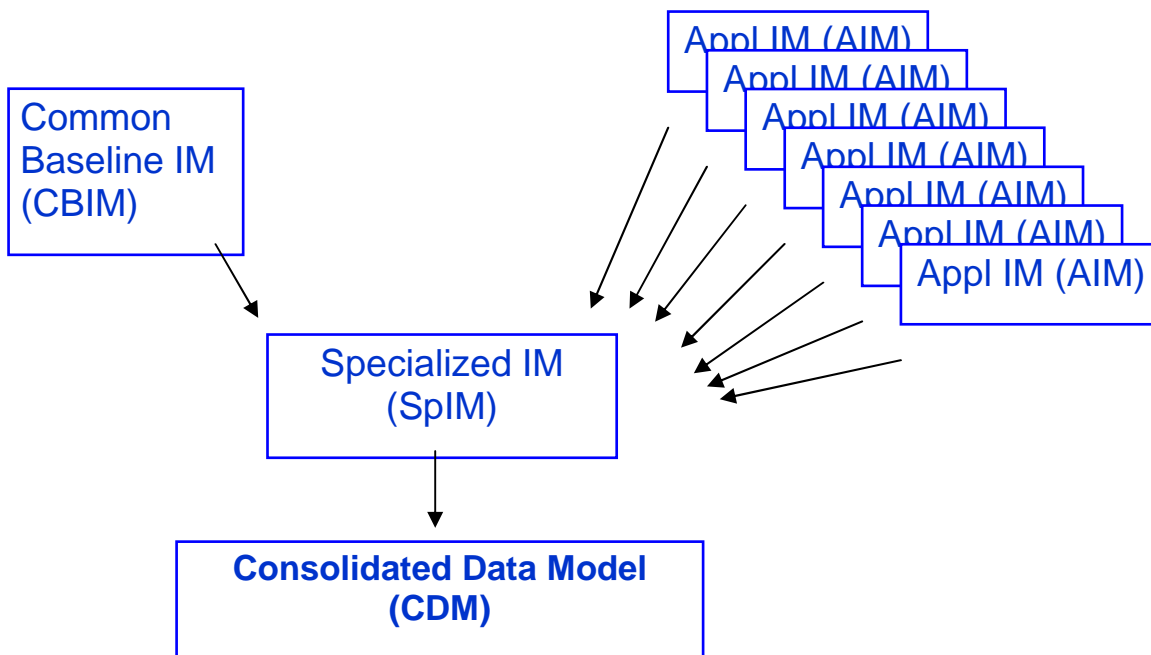 Appl IM (AIM)
Appl IM (AIM)
Appl IM (AIM)
Appl IM (AIM)
Appl IM (AIM)
Appl IM (AIM)
Appl IM (AIM)
Common
Baseline IM
(CBIM)
Specialized IM
(SpIM)
Consolidated Data Model
(CDM)